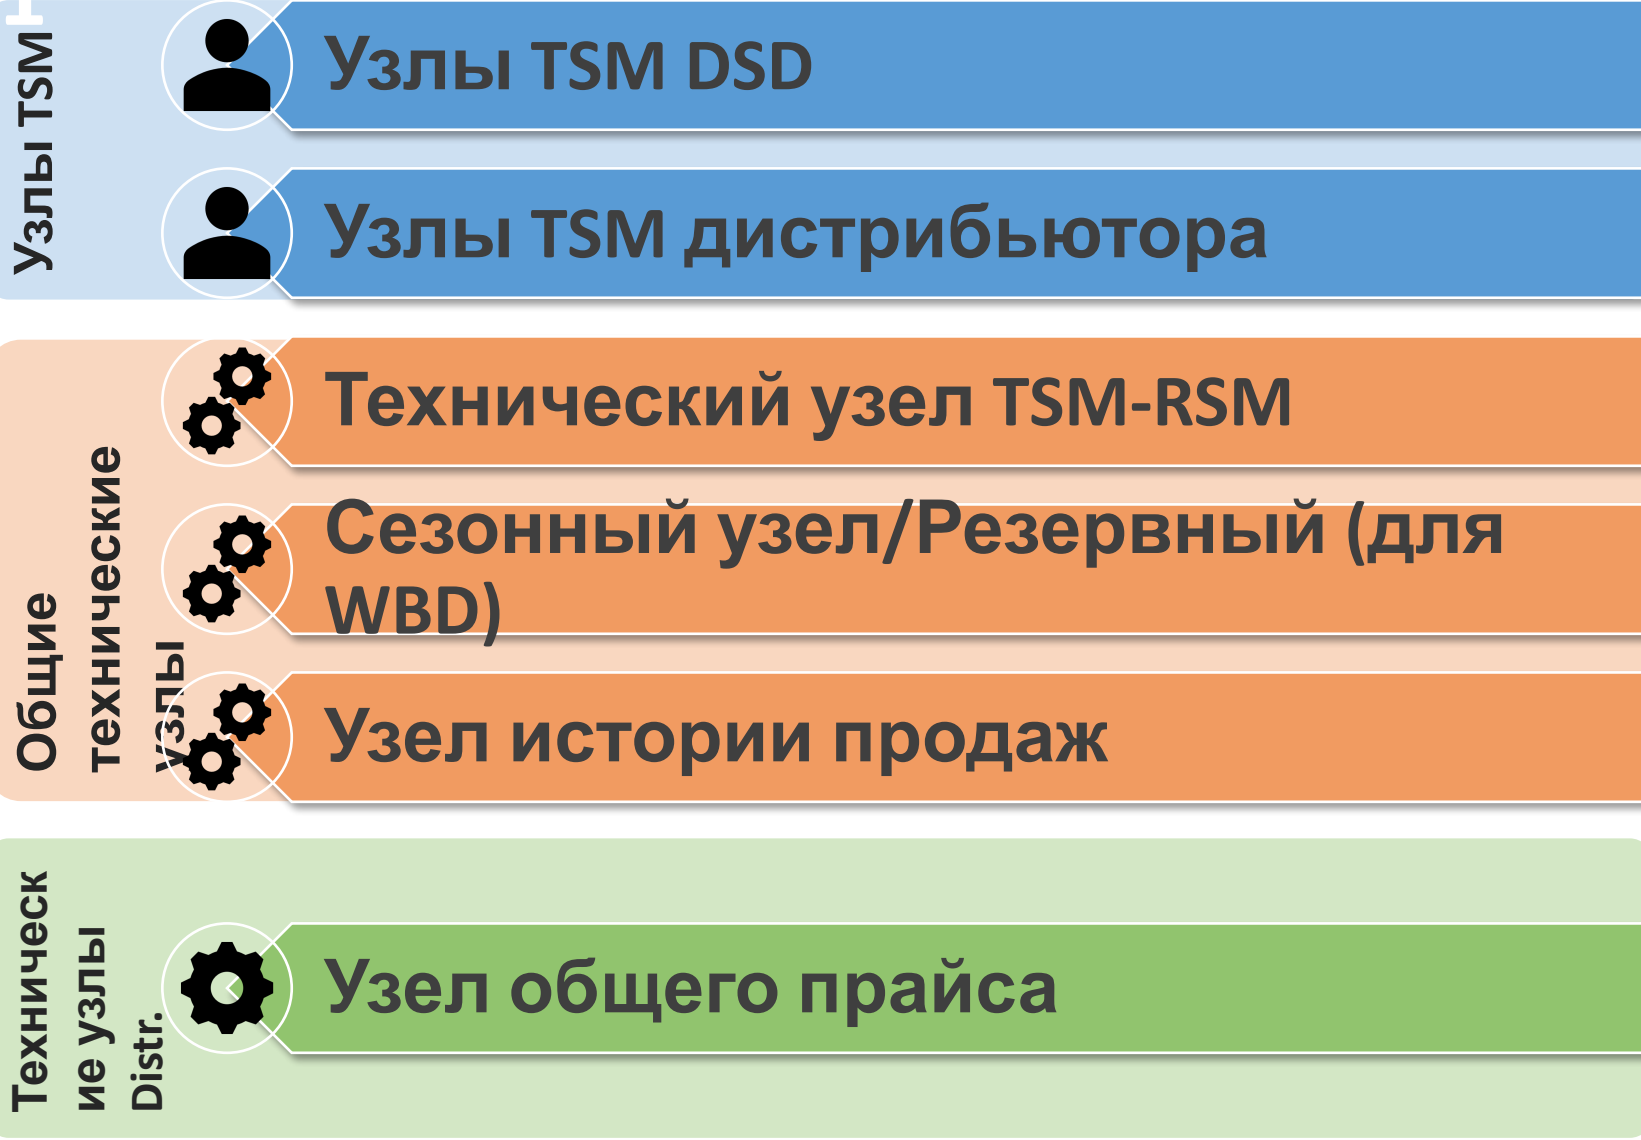 Узлы TSM
Узлы TSM DSD
Узлы TSM дистрибьютора
Общие
технические
узлы
Технический узел TSM-RSM
Сезонный узел/Резервный (для
WBD)
Узел истории продаж
Техническ
ие узлы
Distr.
Узел общего прайса